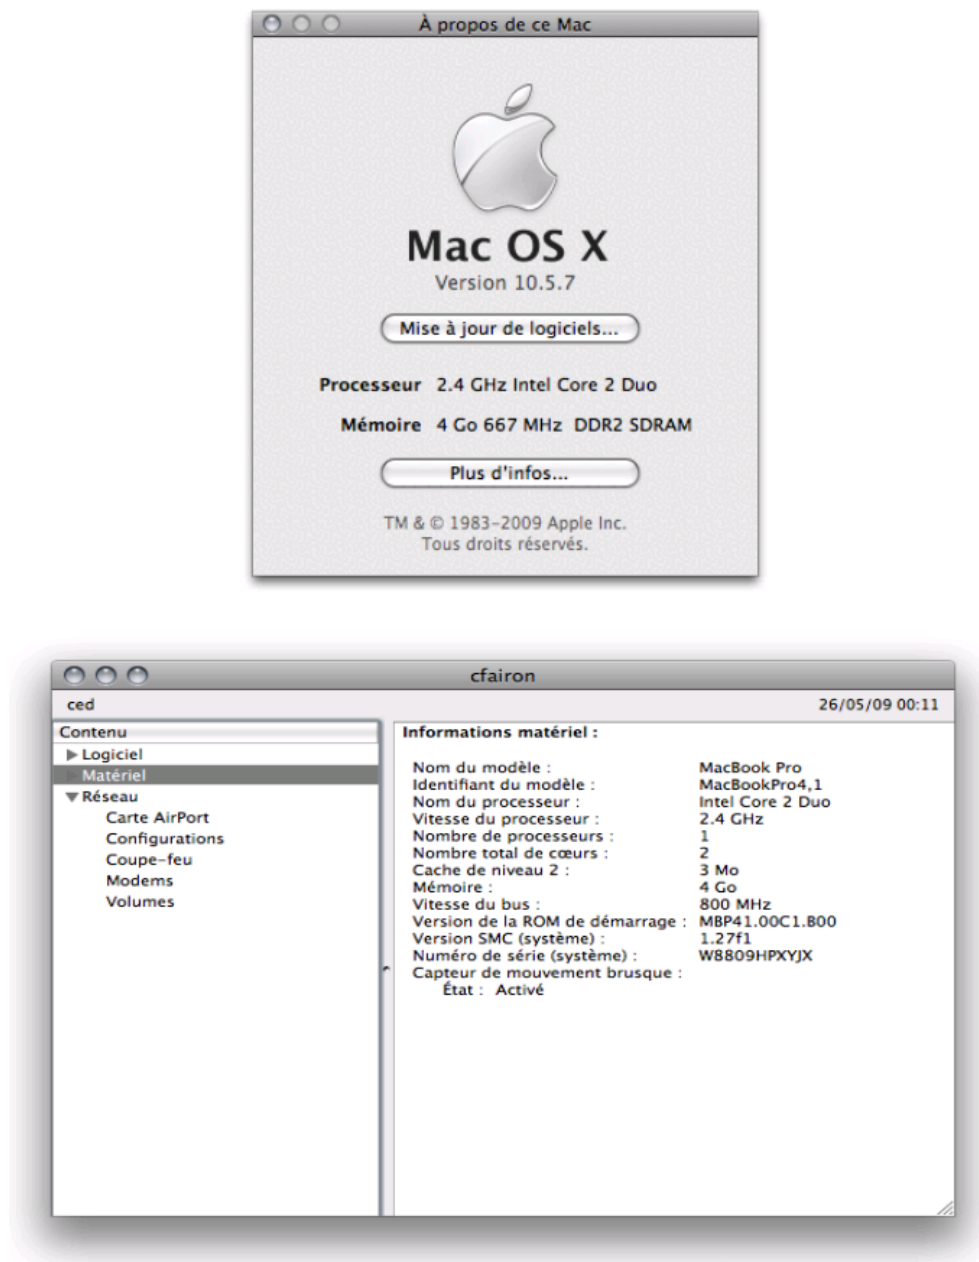 À propos de ce Mac
Mac OS X
Version 10.5.7
Mise à jour de logiciels...
Processeur 2.4 GHz Intel Core 2 Duo
Mémoire 4 Go 667 MHz DDR2 SDRAM
Plus d'infos...
TM & © 1983-2009 Apple Inc.
Tous droits réservés.
cfairon
ced 26/05/09 00:11
Contenu
Logiciel
Matériel
Réseau
Carte AirPort
Configurations
Coupe-feu
Modems
Volumes
Informations matériel :
Nom du modèle : MacBook Pro
Identifiant du modèle : MacBookPro4,1
Nom du processeur : Intel Core 2 Duo
Vitesse du processeur : 2.4 GHz
Nombre de processeurs : 1
Nombre total de cœurs : 2
Cache de niveau 2 : 3 Mo
Mémoire : 4 Go
Vitesse du bus : 800 MHz
Version de la ROM de démarrage : MBP41.00C1.B00
Version SMC (système) : 1.27f1
Numéro de série (système) : W8809HPXYJX
Capteur de mouvement brusque :
État : Activé